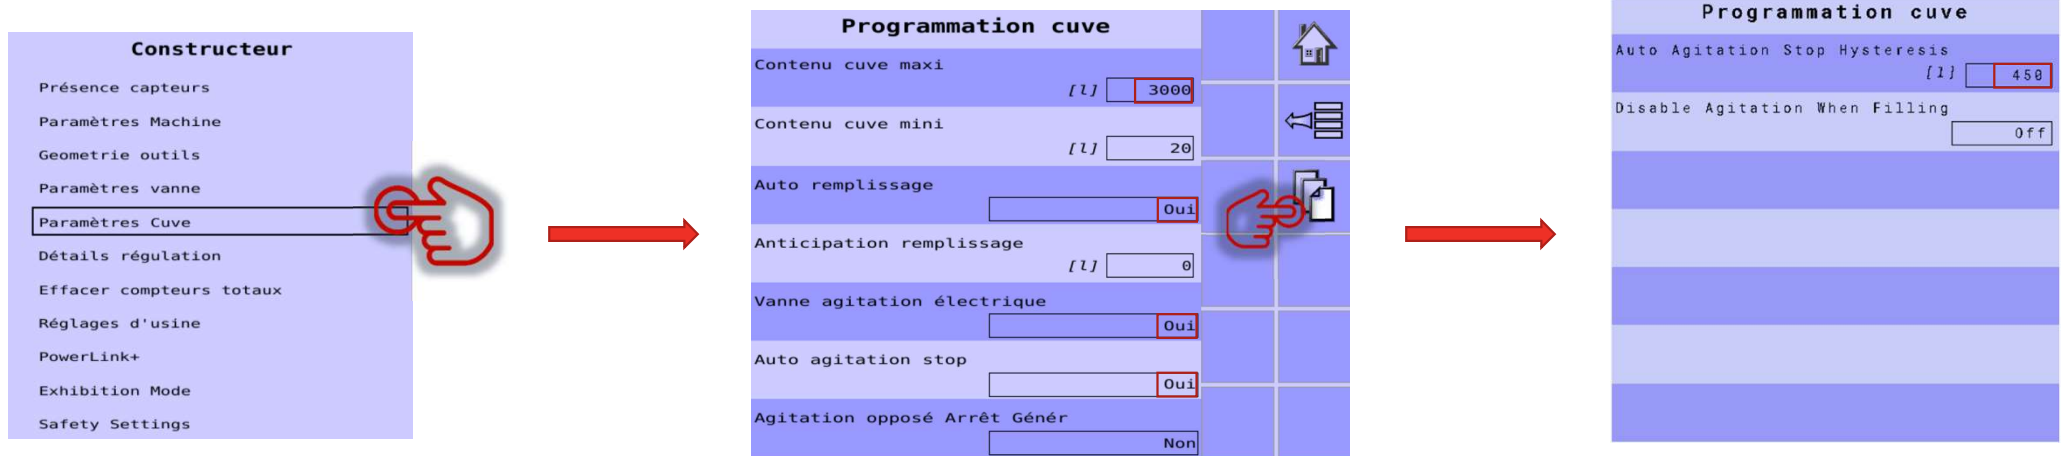 Constructeur
Présence capteurs
Paramètres Machine
Geometrie outils
Paramètres vanne
Paramètres Cuve
Détails régulation
Effacer compteurs totaux
Réglages d'usine
PowerLink+
Exhibition Mode
Safety Settings
Programmation cuve
Contenu cuve maxi
[l] 3000
Contenu cuve mini
[l] 20
Auto remplissage
Oui
Anticipation remplissage
[l] 0
Vanne agitation électrique
Oui
Auto agitation stop
Oui
Agitation opposé Arrêt Génér
Non
Programmation cuve
Auto Agitation Stop Hysteresis
[l] 450
Disable Agitation When Filling
Off